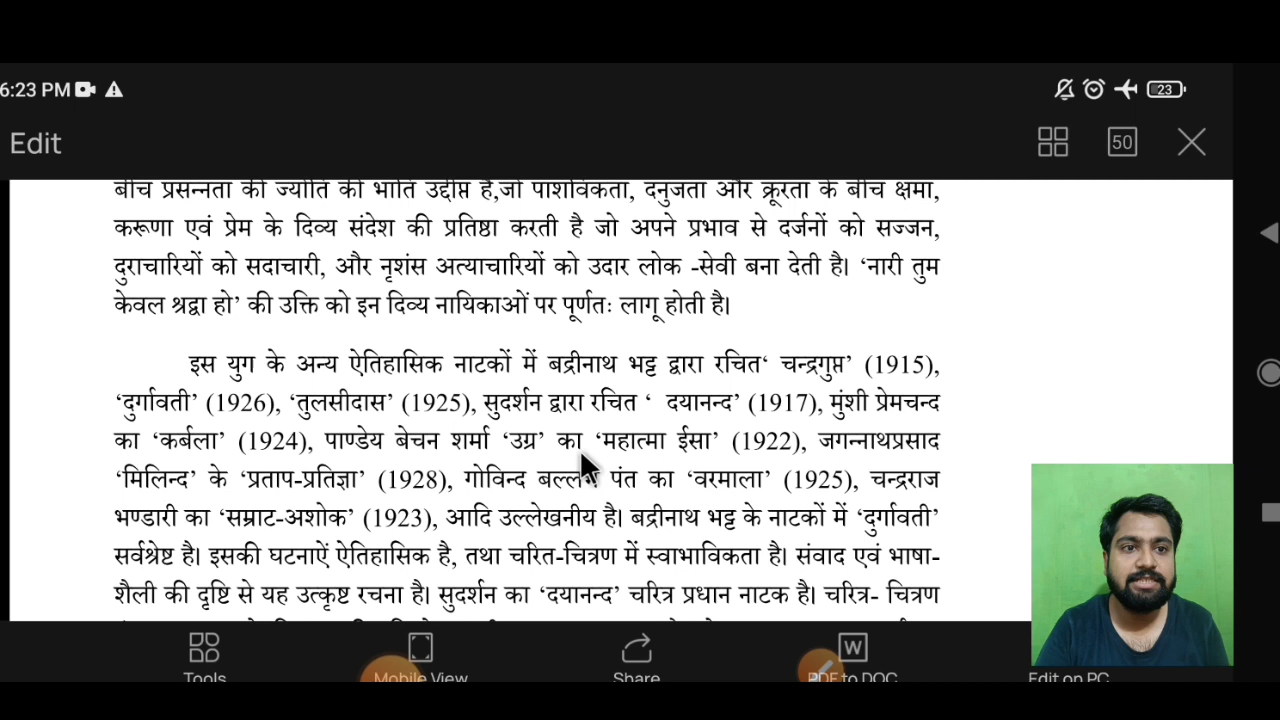 6:23 PM
23
Edit
50
बीच प्रसन्नता की ज्योति की भांति उद्दीप्त है,जो पाशविकता, दनुजता और क्रूरता के बीच क्षमा,
करूणा एवं प्रेम के दिव्य संदेश की प्रतिष्ठा करती है जो अपने प्रभाव से दर्जनों को सज्जन,
दुराचारियों को सदाचारी, और नृशंस अत्याचारियों को उदार लोक -सेवी बना देती है। ‘नारी तुम
केवल श्रद्वा हो’ की उक्ति को इन दिव्य नायिकाओं पर पूर्णतः लागू होती है।
इस युग के अन्य ऐतिहासिक नाटकों में बद्रीनाथ भट्ट द्वारा रचित‘ चन्द्रगुप्त’ (1915),
‘दुर्गावती’ (1926), ‘तुलसीदास’ (1925), सुदर्शन द्वारा रचित ‘ दयानन्द’ (1917), मुंशी प्रेमचन्द
का ‘कर्बला’ (1924), पाण्डेय बेचन शर्मा ‘उग्र’ का ‘महात्मा ईसा’ (1922), जगन्नाथप्रसाद
‘मिलिन्द’ के ‘प्रताप-प्रतिज्ञा’ (1928), गोविन्द पंत का ‘वरमाला’ (1925), चन्द्रराज
भण्डारी का ‘सम्राट-अशोक’ (1923), आदि उल्लेखनीय है। बद्रीनाथ भट्ट के नाटकों में ‘दुर्गावती’
सर्वश्रेष्ट है। इसकी घटनाऐं ऐतिहासिक है, तथा चरित-चित्रण में स्वाभाविकता है। संवाद एवं भाषा-
शैली की दृष्टि से यह उत्कृष्ट रचना है। सुदर्शन का ‘दयानन्द’ चरित्र प्रधान नाटक है। चरित्र- चित्रण
Tools
Mobile View
Share
PDF to DOC
Edit on PC